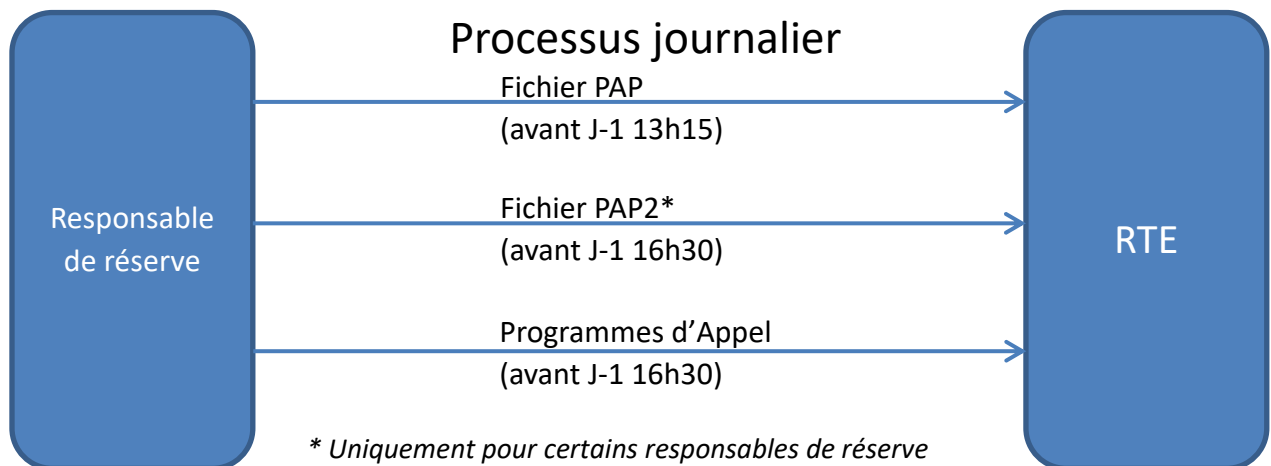 Processus journalier
Fichier PAP
(avant J-1 13h15)
Fichier PAP2*
(avant J-1 16h30)
Responsable
de réserve
RTE
Programmes d’Appel
(avant J-1 16h30)
* Uniquement pour certains responsables de réserve